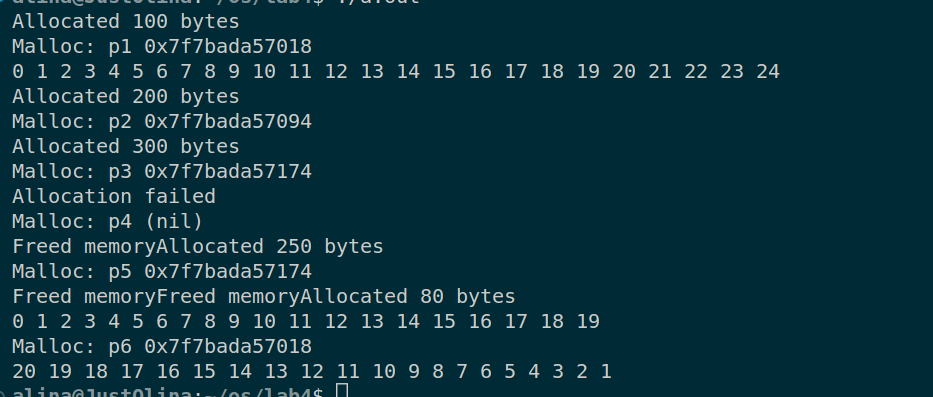 alina@JustOlina:~/os/lab4$ ./a.out
Allocated 100 bytes
Malloc: p1 0x7f7bada57018
0 1 2 3 4 5 6 7 8 9 10 11 12 13 14 15 16 17 18 19 20 21 22 23 24
Allocated 200 bytes
Malloc: p2 0x7f7bada57094
Allocated 300 bytes
Malloc: p3 0x7f7bada57174
Allocation failed
Malloc: p4 (nil)
Freed memoryAllocated 250 bytes
Malloc: p5 0x7f7bada57174
Freed memoryFreed memoryAllocated 80 bytes
0 1 2 3 4 5 6 7 8 9 10 11 12 13 14 15 16 17 18 19
Malloc: p6 0x7f7bada57018
20 19 18 17 16 15 14 13 12 11 10 9 8 7 6 5 4 3 2 1
alina@JustOlina:~/os/lab4$